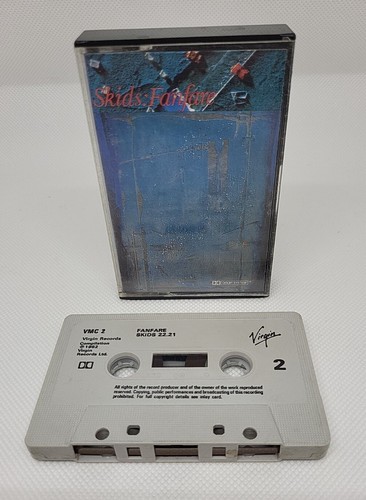 Skids: Fanfare
VMC 2
FANFARE
SKIDS 22.21
Virgin Records
Compilation
℗ 1982
Virgin
Records Ltd.
Virgin
2
All rights of the record producer and of the owner of the work reproduced
reserved. Copying, public performances and broadcasting of this recording
prohibited. For full copyright details see inlay card.